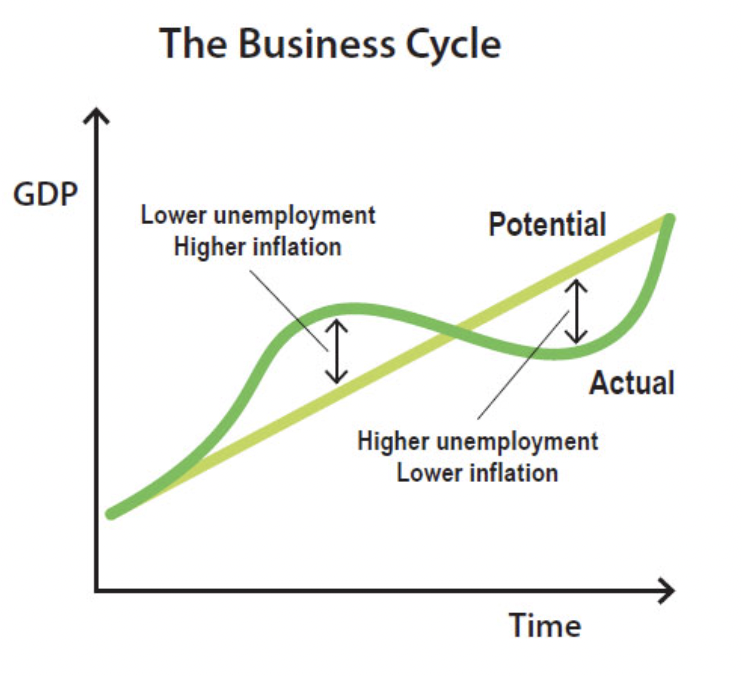 The Business Cycle
GDP
Lower unemployment
Higher inflation
Potential
Actual
Higher unemployment
Lower inflation
Time